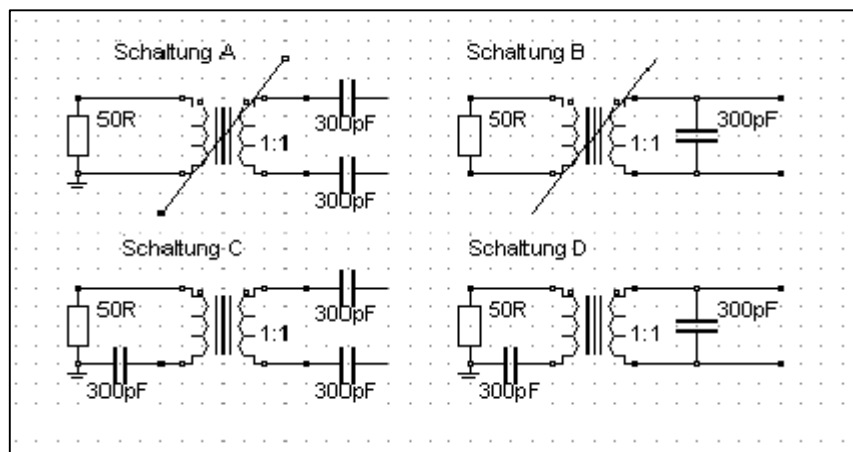 Schaltung A
Schaltung B
50R
300pF
1:1
300pF
50R
1:1
300pF
Schaltung C
Schaltung D
50R
300pF
1:1
300pF
300pF
50R
1:1
300pF
300pF